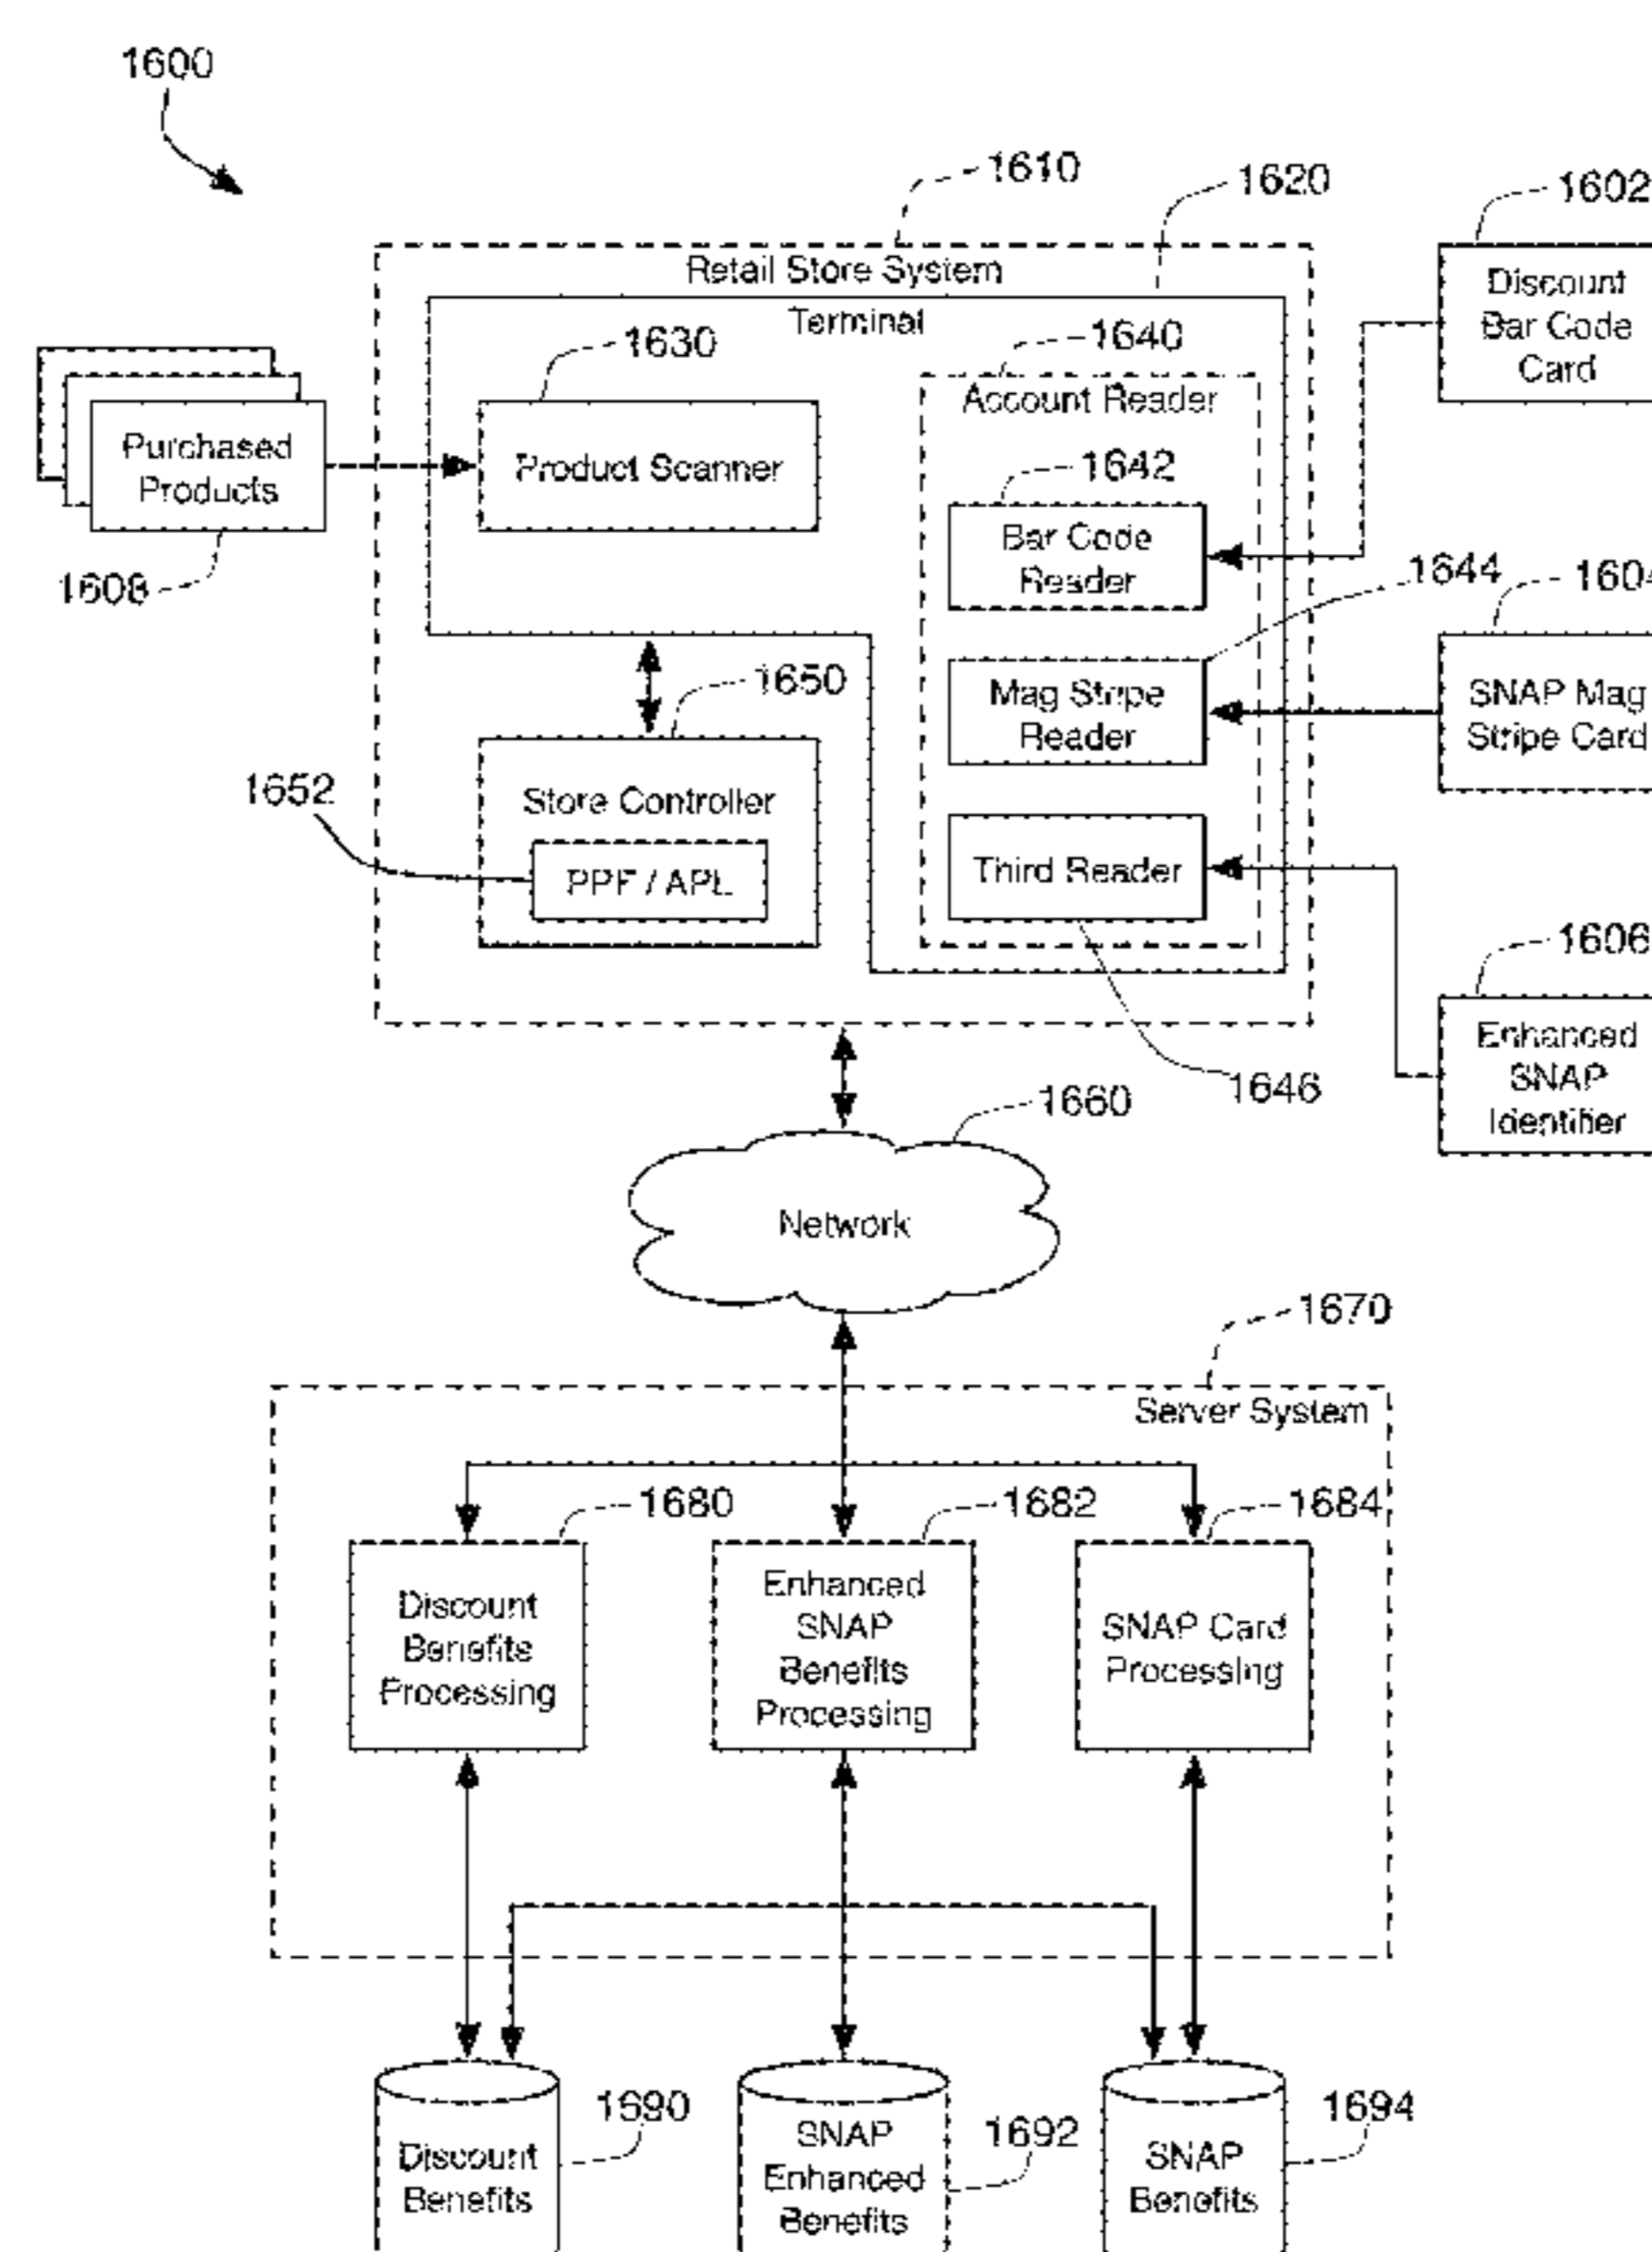 1600
1610
1620
1602
Retail Store System
Terminal
Discount
Bar Code
Card
1630
1640
Account Reader
Purchased
Products
Product Scanner
1642
Bar Code
Reader
1608
1644
1604
1650
Mag Stripe
Reader
SNAP Mag
Stripe Card
1652
Store Controller
PPF / APL
Third Reader
1606
Enhanced
SNAP
Identifier
1646
1660
Network
1670
Server System
1680
1682
1684
Discount
Benefits
Processing
Enhanced
SNAP
Benefits
Processing
SNAP Card
Processing
1690
1692
1694
Discount
Benefits
SNAP
Enhanced
Benefits
SNAP
Benefits